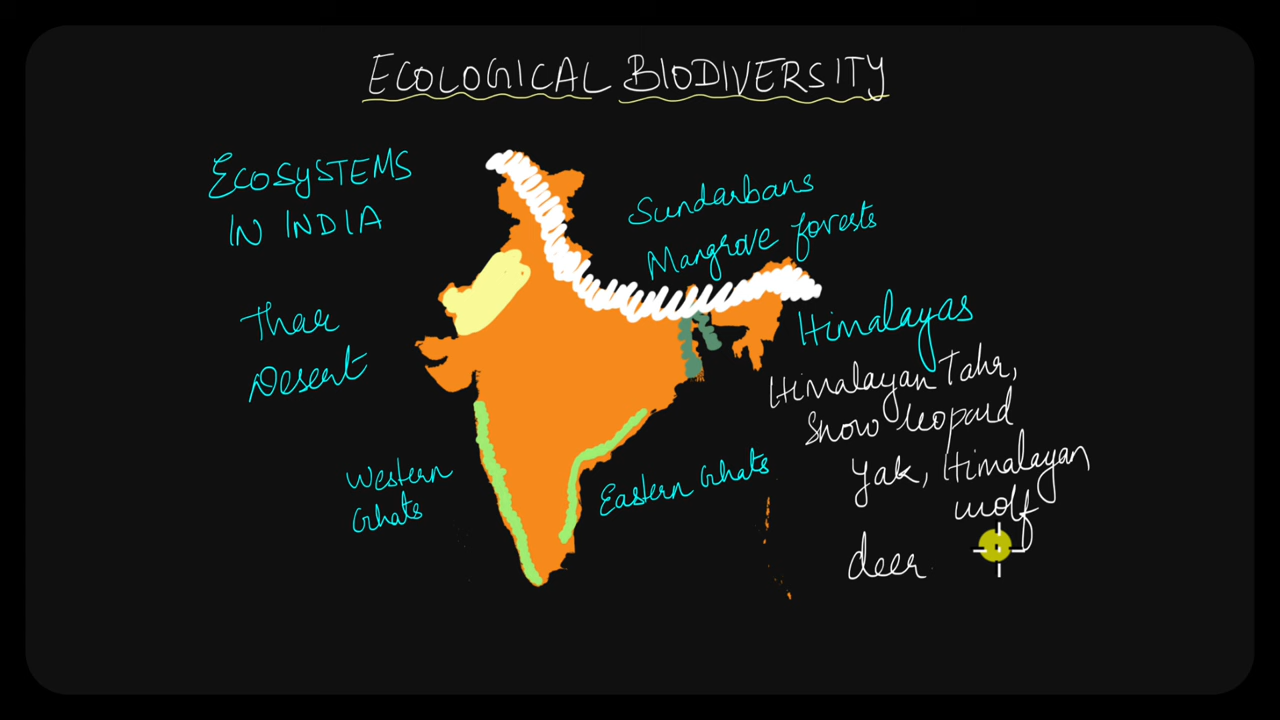 ECOLOGICAL BIODIVERSITY
ECOSYSTEMS
IN INDIA
Sundarbans
Mangrove forests
Thar
Desert
Himalayas
Himalayan Tahr,
Snow leopard
Yak, Himalayan
wolf
deer
Western
Ghats
Eastern Ghats